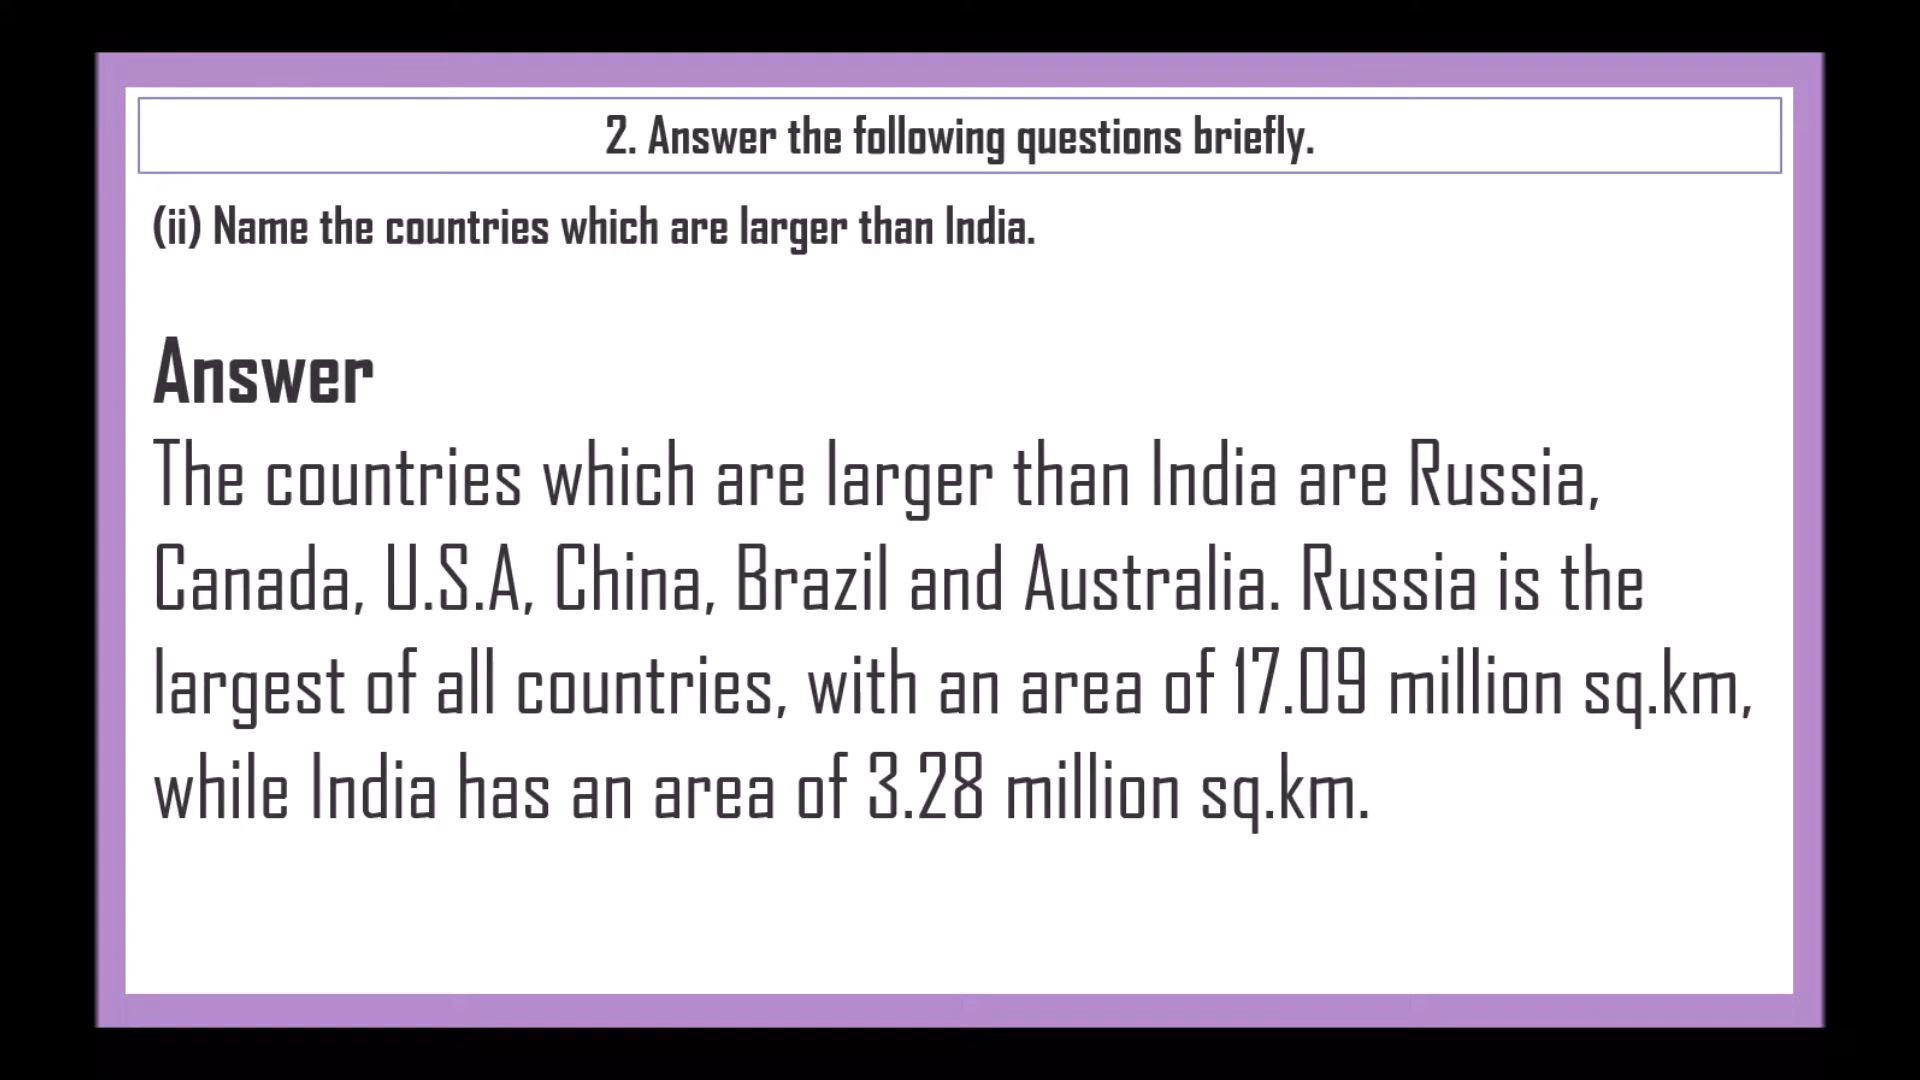 2. Answer the following questions briefly.
(ii) Name the countries which are larger than India.
Answer
The countries which are larger than India are Russia,
Canada, U.S.A, China, Brazil and Australia. Russia is the
largest of all countries, with an area of 17.09 million sq.km,
while India has an area of 3.28 million sq.km.